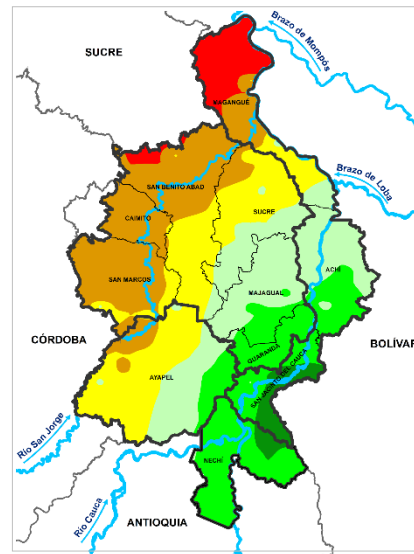 SUCRE
Brazo de Mompós
MAGANGUÉ
SAN BENITO ABAD
Brazo de Loba
CAIMITO
SUCRE
SAN MARCOS
ACHÍ
MAJAGUAL
CÓRDOBA
BOLÍVAR
GUARANDA
SAN JACINTO DEL CAUCA
AYAPEL
Río San Jorge
NECHÍ
Río Cauca
ANTIOQUIA